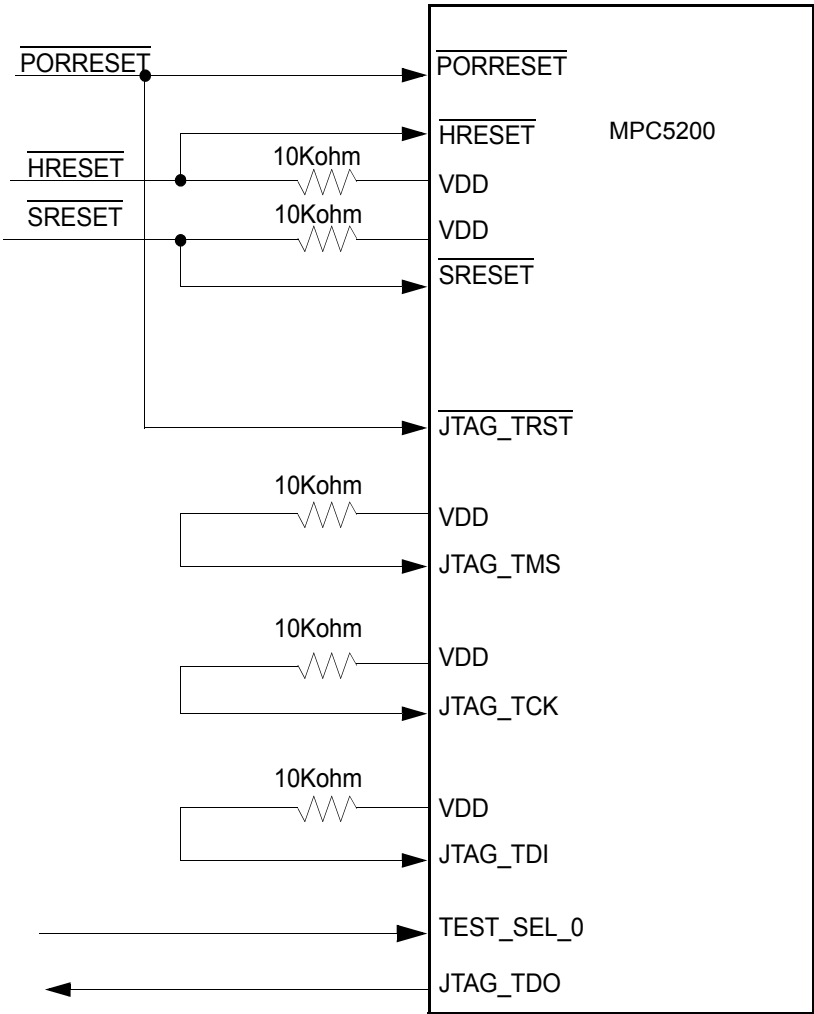 PORRESET
PORRESET
HRESET
MPC5200
HRESET
10Kohm
VDD
SRESET
10Kohm
VDD
SRESET
JTAG_TRST
10Kohm
VDD
JTAG_TMS
10Kohm
VDD
JTAG_TCK
10Kohm
VDD
JTAG_TDI
TEST_SEL_0
JTAG_TDO